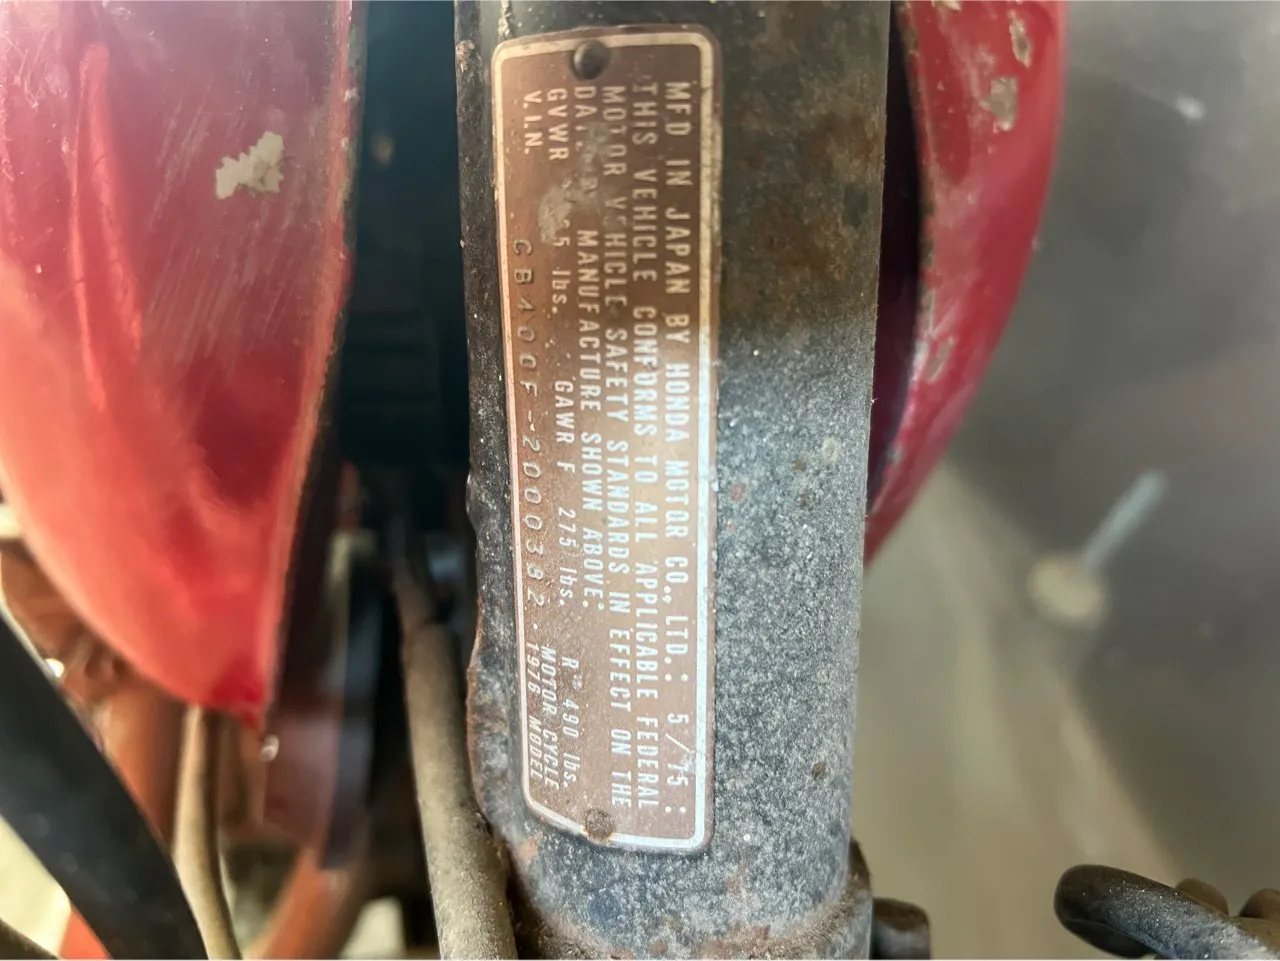 MFD IN JAPAN BY HONDA MOTOR CO., LTD.: 5/75:
THIS VEHICLE CONFORMS TO ALL APPLICABLE FEDERAL
MOTOR VEHICLE SAFETY STANDARDS IN EFFECT ON THE
MANUFACTURE SHOWN ABOVE.
GVWR lbs. GAWR F 275 lbs. R 490 lbs.
V.I.N. MOTOR CYCLE
CB400F-2000382 · 1976 MODEL